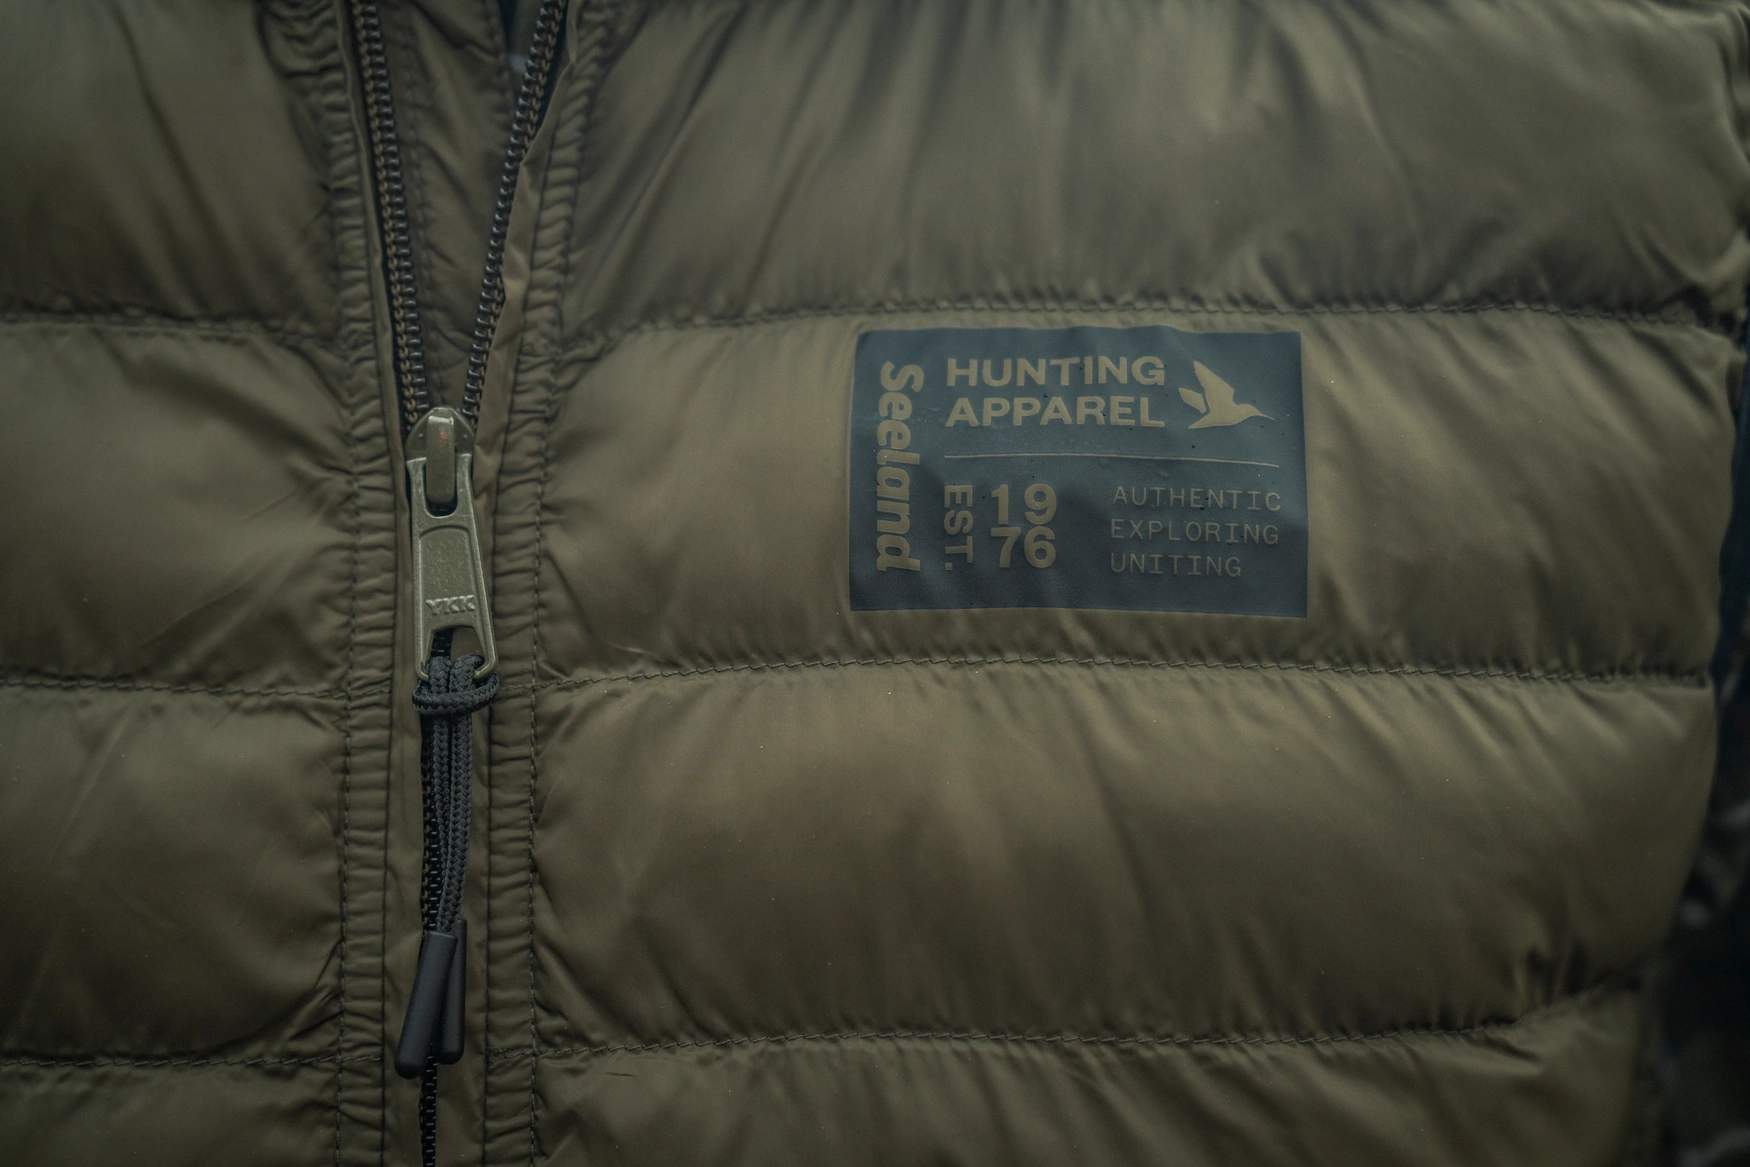 Seeland
HUNTING
APPAREL
EST.
19
76
AUTHENTIC
EXPLORING
UNITING
YKK